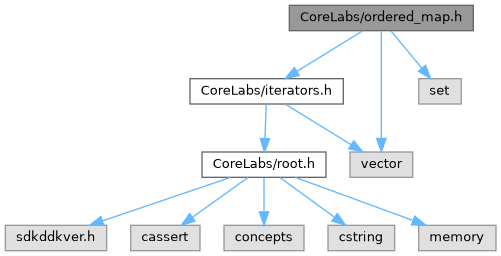 CoreLabs/ordered_map.h
CoreLabs/iterators.h
set
CoreLabs/root.h
vector
sdkddkver.h
cassert
concepts
cstring
memory